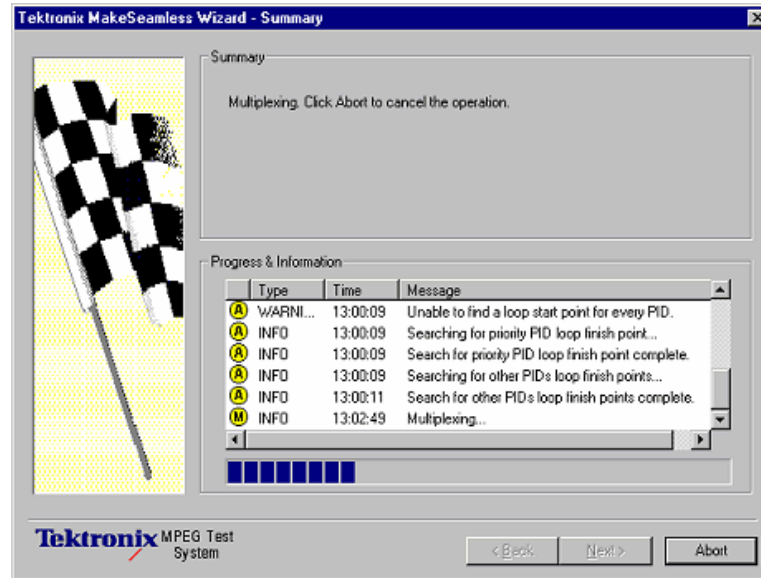 Tektronix MakeSeamless Wizard - Summary
Summary
Multiplexing. Click Abort to cancel the operation.
Progress & Information
Type Time Message
A WARNI... 13:00:09 Unable to find a loop start point for every PID.
A INFO 13:00:09 Searching for priority PID loop finish point...
A INFO 13:00:09 Search for priority PID loop finish point complete.
A INFO 13:00:09 Searching for other PIDs loop finish points...
A INFO 13:00:11 Search for other PIDs loop finish points complete.
M INFO 13:02:49 Multiplexing...
Tektronix MPEG Test
System
< Back Next > Abort